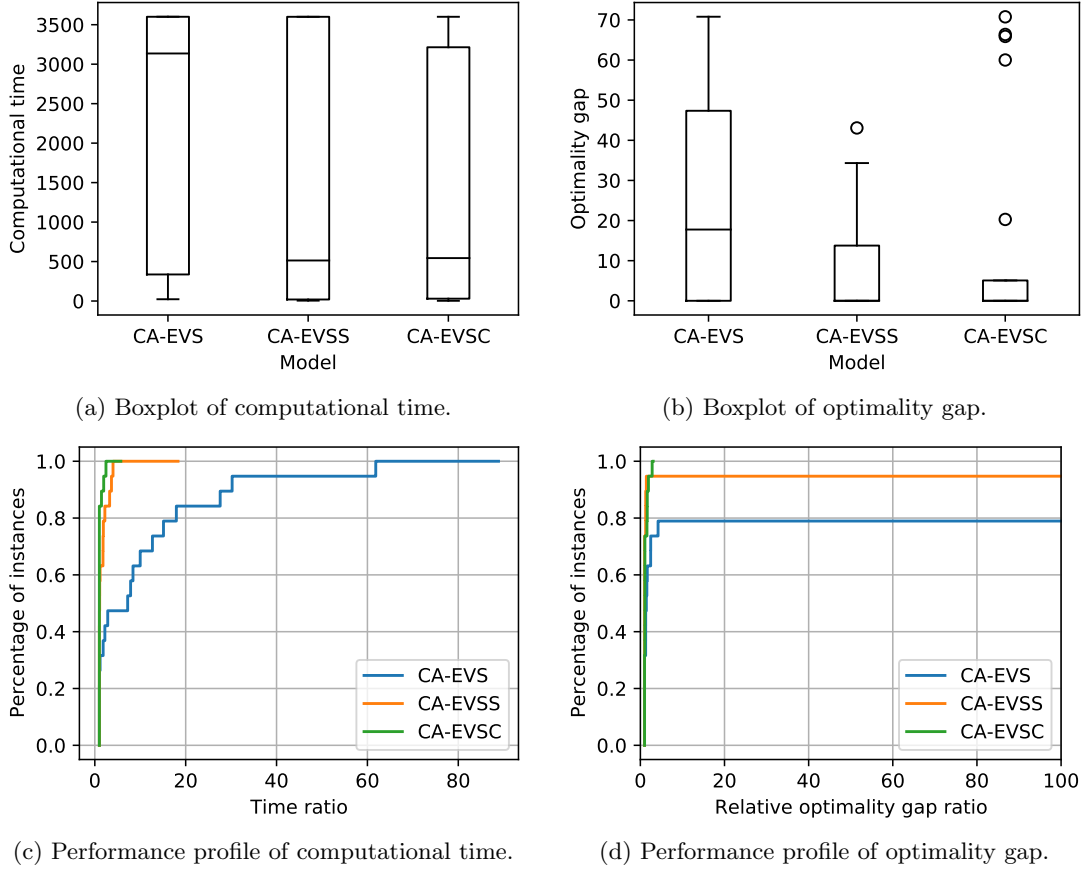 3500
3000
2500
2000
1500
1000
500
0
Computational time
CA-EVS CA-EVSS CA-EVSC
Model
(a) Boxplot of computational time.
70
60
50
40
30
20
10
0
Optimality gap
CA-EVS CA-EVSS CA-EVSC
Model
(b) Boxplot of optimality gap.
1.0
0.8
0.6
0.4
0.2
0.0
Percentage of instances
CA-EVS
CA-EVSS
CA-EVSC
0 20 40 60 80
Time ratio
(c) Performance profile of computational time.
1.0
0.8
0.6
0.4
0.2
0.0
Percentage of instances
CA-EVS
CA-EVSS
CA-EVSC
0 20 40 60 80 100
Relative optimality gap ratio
(d) Performance profile of optimality gap.